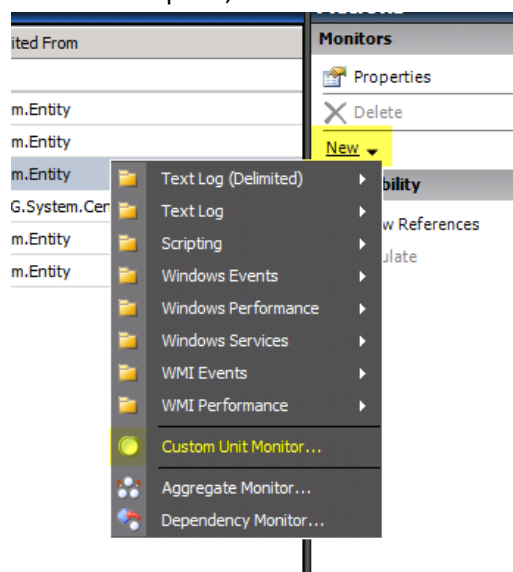 ited From
Monitors
Properties
m.Entity
Delete
m.Entity
New
m.Entity
Text Log (Delimited)
bility
G.System.Cer
Text Log
w References
m.Entity
Scripting
ulate
m.Entity
Windows Events
Windows Performance
Windows Services
WMI Events
WMI Performance
Custom Unit Monitor...
Aggregate Monitor...
Dependency Monitor...